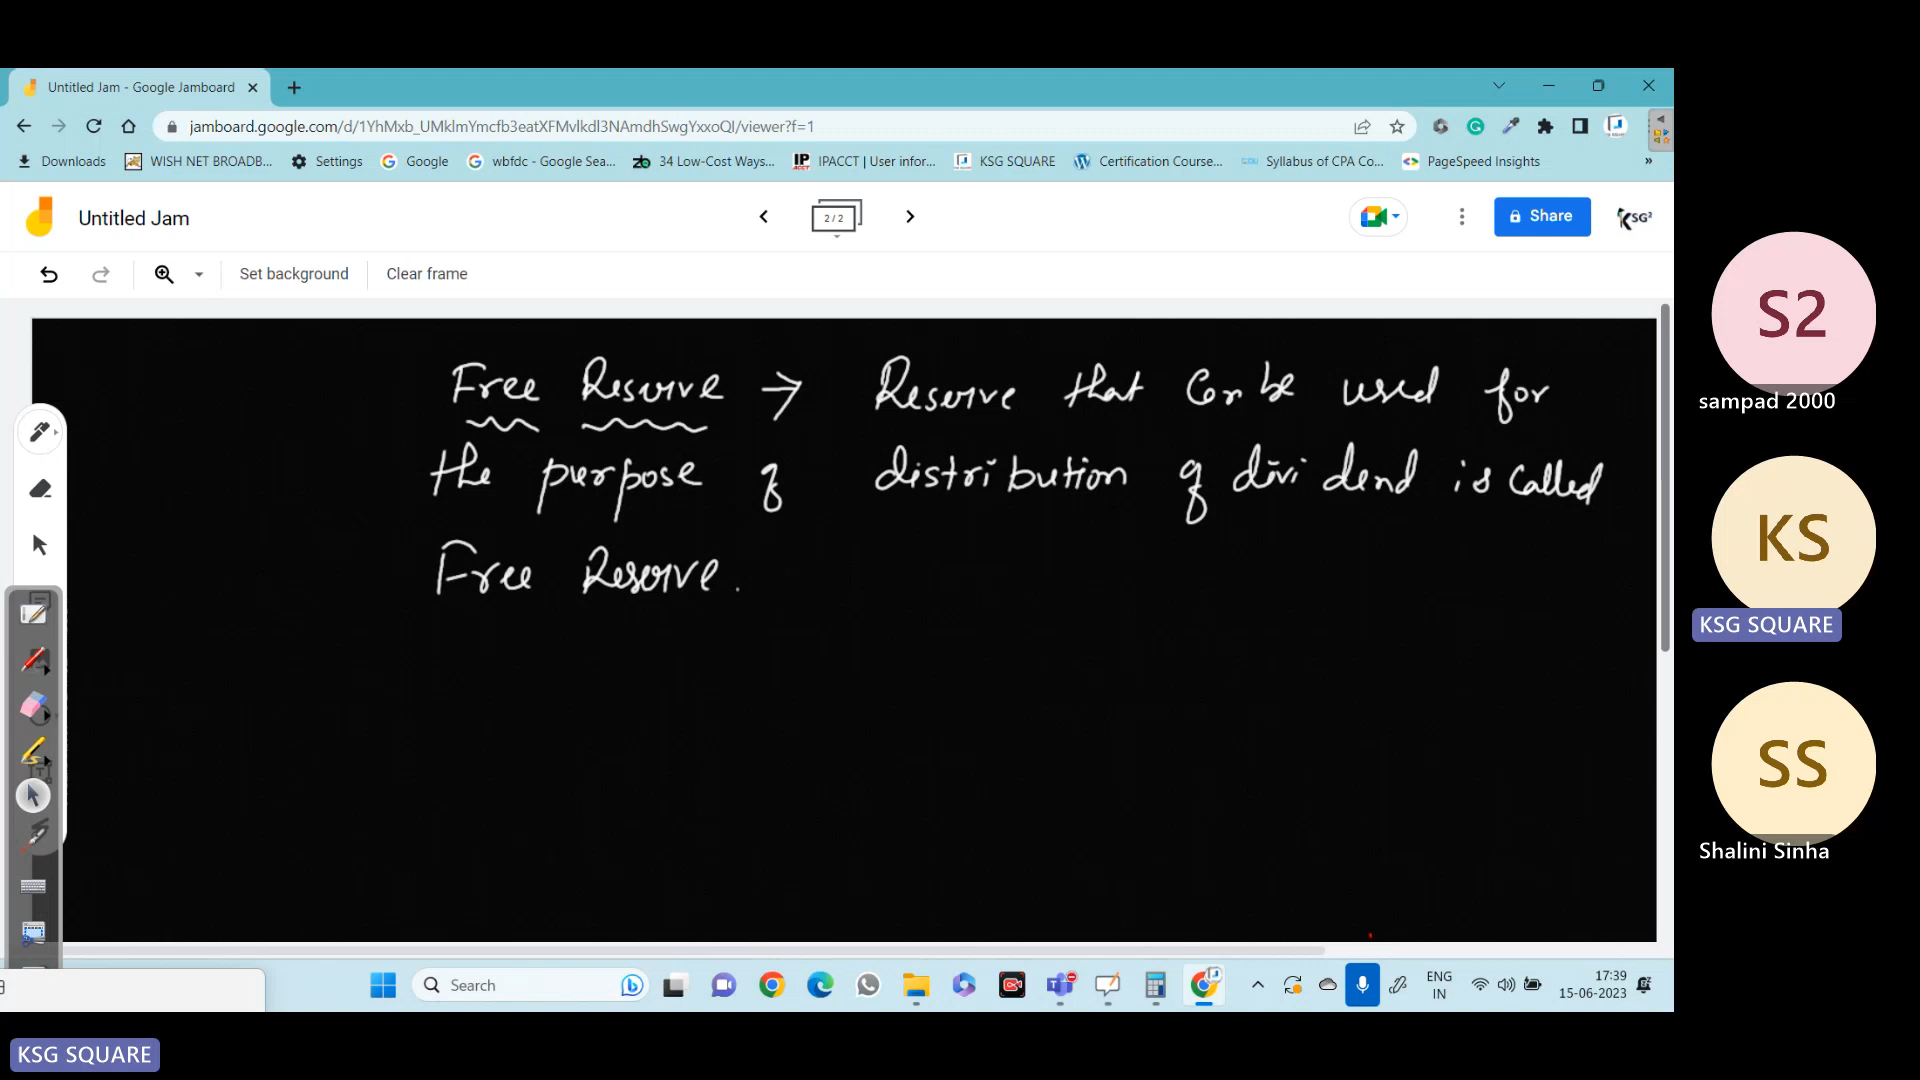 Untitled Jam - Google Jamboard
jamboard.google.com/d/1YhMxb_UMklmYmcfb3eatXFMvlkdl3NAmdhSwgYxxoQI/viewer?f=1
Downloads WISH NET BROADB... Settings Google wbfdc - Google Sea... 34 Low-Cost Ways... IPACCT | User infor... KSG SQUARE Certification Course... Syllabus of CPA Co... PageSpeed Insights »
Untitled Jam 2 / 2 Share KSG²
Set background Clear frame
Free Reserve → Reserve that can be used for
the purpose of distribution of dividend is called
Free Reserve.
S2
sampad 2000
KS
KSG SQUARE
SS
Shalini Sinha
Search ENG IN 17:39 15-06-2023
KSG SQUARE